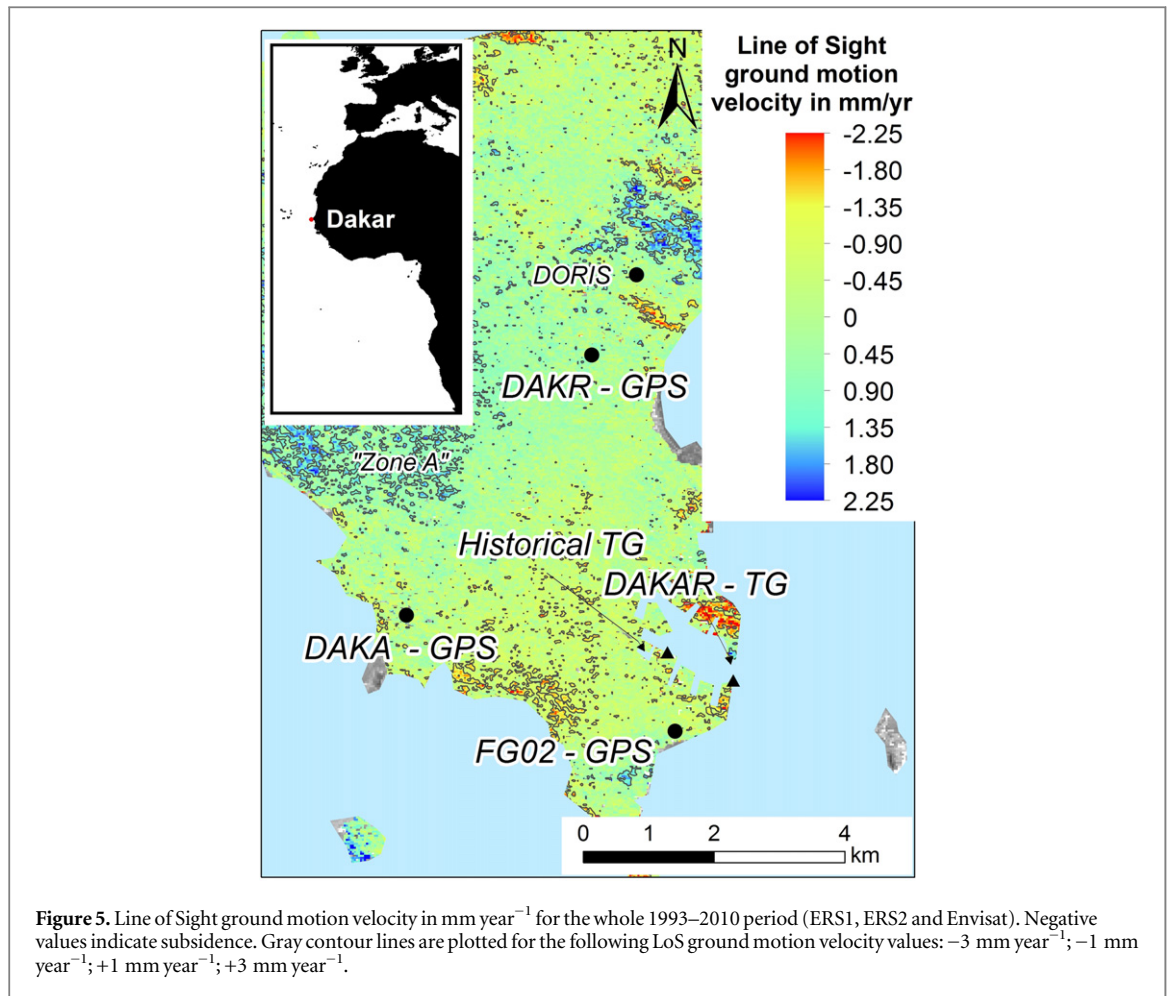 Line of Sight
ground motion
velocity in mm/yr
N
-2.25
-1.80
-1.35
-0.90
-0.45
0
0.45
0.90
1.35
1.80
2.25
Dakar
DORIS
DAKR - GPS
"Zone A"
Historical TG
DAKAR - TG
DAKA - GPS
FG02 - GPS
0 1 2 4
km
Figure 5. Line of Sight ground motion velocity in mm year⁻¹ for the whole 1993–2010 period (ERS1, ERS2 and Envisat). Negative
values indicate subsidence. Gray contour lines are plotted for the following LoS ground motion velocity values: −3 mm year⁻¹; −1 mm
year⁻¹; +1 mm year⁻¹; +3 mm year⁻¹.